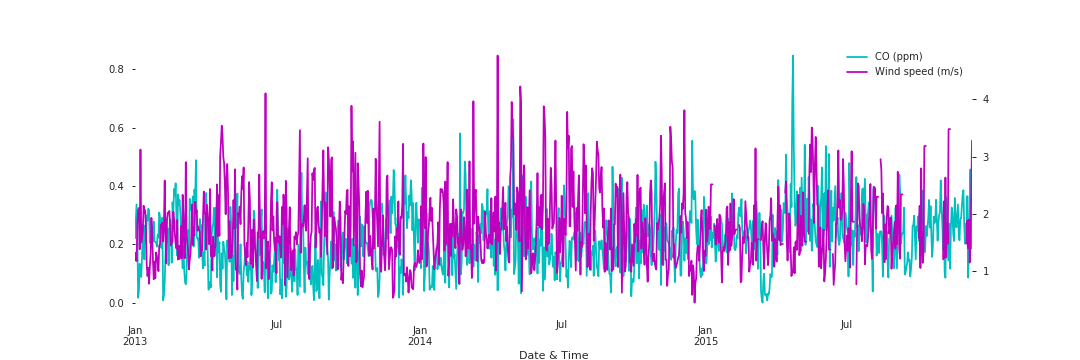 CO (ppm)
Wind speed (m/s)
0.8
0.6
0.4
0.2
0.0
4
3
2
1
Jan
2013
Jul
Jan
2014
Jul
Jan
2015
Jul
Date & Time